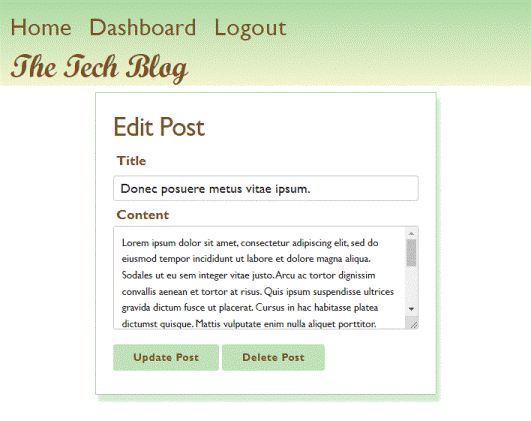 Home Dashboard Logout
The Tech Blog
Edit Post
Title
Donec posuere metus vitae ipsum.
Content
Lorem ipsum dolor sit amet, consectetur adipiscing elit, sed do
eiusmod tempor incididunt ut labore et dolore magna aliqua.
Sodales ut eu sem integer vitae justo. Arcu ac tortor dignissim
convallis aenean et tortor at risus. Quis ipsum suspendisse ultrices
gravida dictum fusce ut placerat. Cursus in hac habitasse platea
dictumst quisque. Mattis vulputate enim nulla aliquet porttitor.
Update Post Delete Post